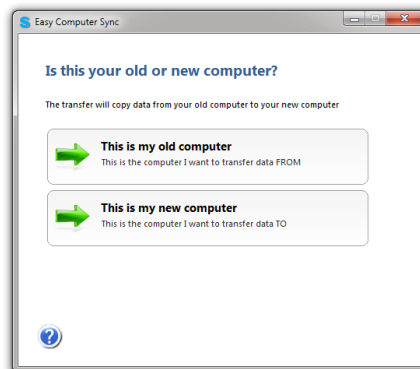 Easy Computer Sync
Is this your old or new computer?
The transfer will copy data from your old computer to your new computer
This is my old computer
This is the computer I want to transfer data FROM
This is my new computer
This is the computer I want to transfer data TO